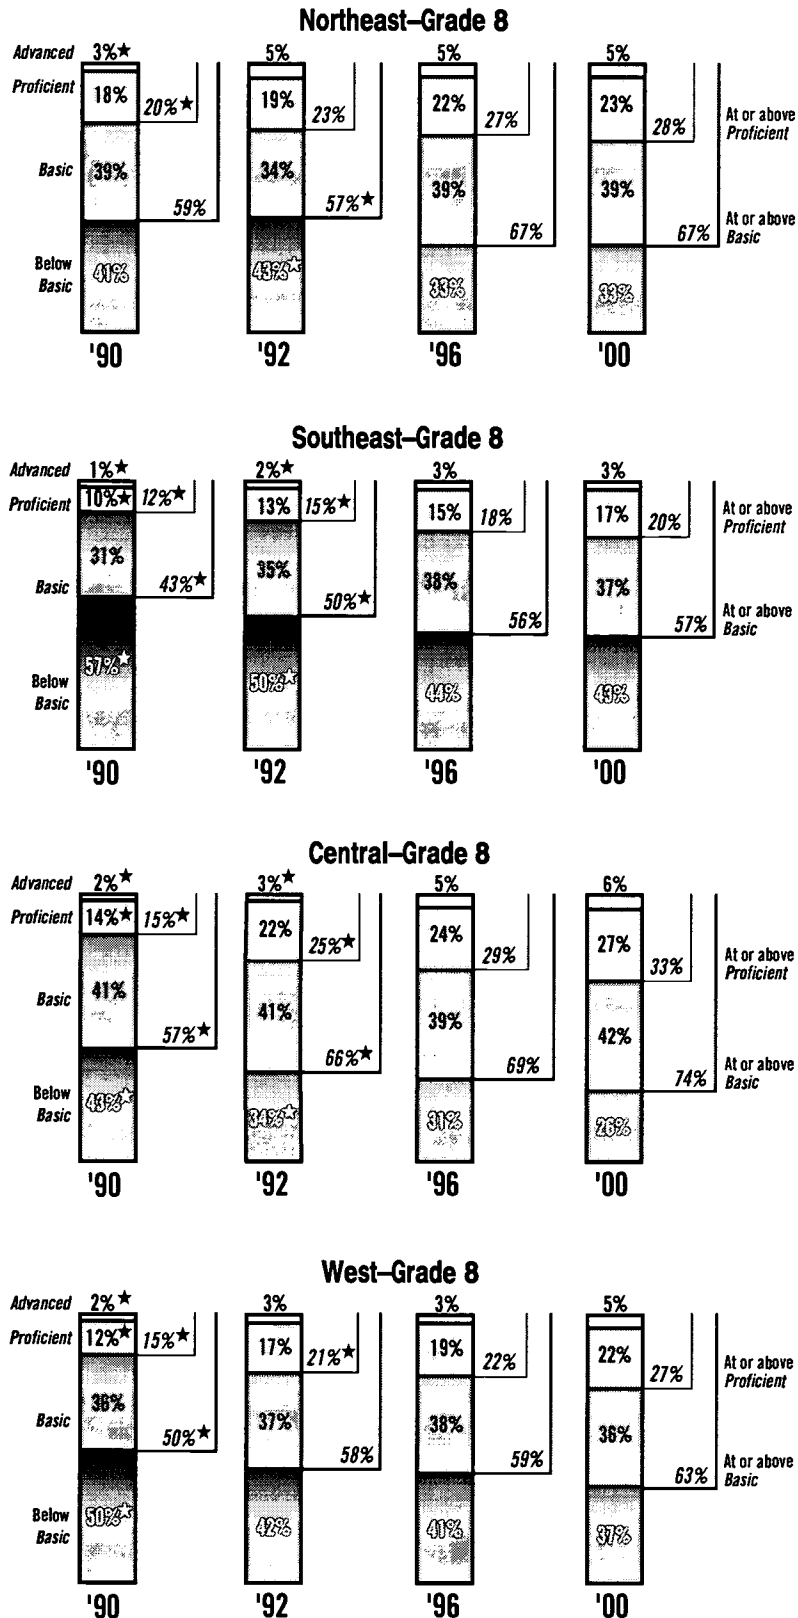 Northeast–Grade 8
Advanced 3%★ 5% 5% 5%
Proficient 18% 20%★ 19% 23% 22% 27% 23% 28% At or above Proficient
Basic 39% 59% 34% 57%★ 39% 67% 39% 67% At or above Basic
Below Basic 41% 43%★ 33% 33%
'90 '92 '96 '00
Southeast–Grade 8
Advanced 1%★ 2%★ 3% 3%
Proficient 10%★ 12%★ 13% 15%★ 15% 18% 17% 20% At or above Proficient
Basic 31% 43%★ 35% 50%★ 38% 56% 37% 57% At or above Basic
Below Basic 57%★ 50%★ 44% 43%
'90 '92 '96 '00
Central–Grade 8
Advanced 2%★ 3%★ 5% 6%
Proficient 14%★ 15%★ 22% 25%★ 24% 29% 27% 33% At or above Proficient
Basic 41% 57%★ 41% 66%★ 39% 69% 42% 74% At or above Basic
Below Basic 43%★ 34%★ 31% 26%
'90 '92 '96 '00
West–Grade 8
Advanced 2%★ 3% 3% 5%
Proficient 12%★ 15%★ 17% 21%★ 19% 22% 22% 27% At or above Proficient
Basic 36% 50%★ 37% 58% 38% 59% 36% 63% At or above Basic
Below Basic 50%★ 42% 41% 37%
'90 '92 '96 '00